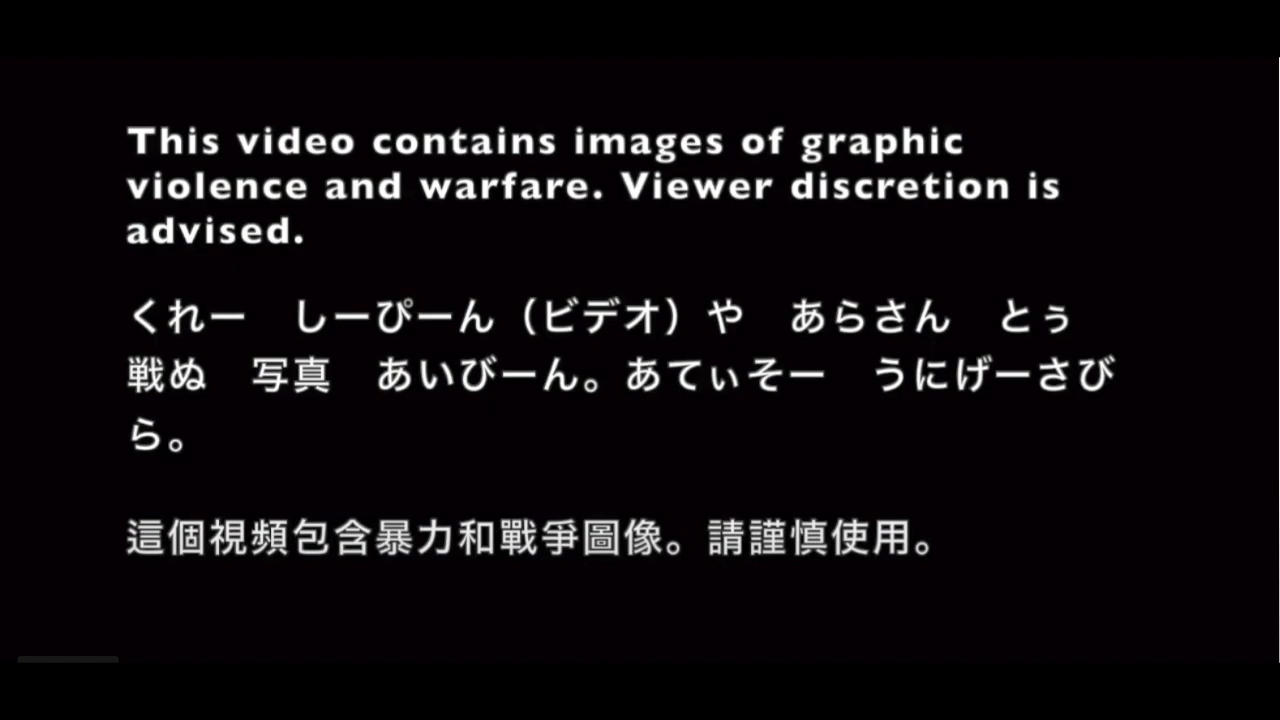 This video contains images of graphic
violence and warfare. Viewer discretion is
advised.
くれー　しーぴーん（ビデオ）や　あらさん　とぅ
戦ぬ　写真　あいびーん。あてぃそー　うにげーさび
ら。
這個視頻包含暴力和戰爭圖像。請謹慎使用。